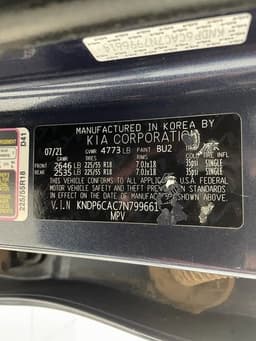 MANUFACTURED IN KOREA BY
KIA CORPORATION
07/21 GVWR 4773 LB PAINT BU2
GAWR TIRE RIM COLD TIRE INFL
FRONT 2646 LB 225/55 R18 7.0Jx18 35psi SINGLE
REAR 2535 LB 225/55 R18 7.0Jx18 35psi SINGLE
THIS VEHICLE CONFORMS TO ALL APPLICABLE U.S.A FEDERAL
MOTOR VEHICLE SAFETY, BUMPER, AND THEFT PREVENTION STANDARDS
IN EFFECT ON THE DATE OF MANUFACTURE SHOWN ABOVE.
V.I.N KNDP6CAC7N799661
MPV
225/55R18 D41